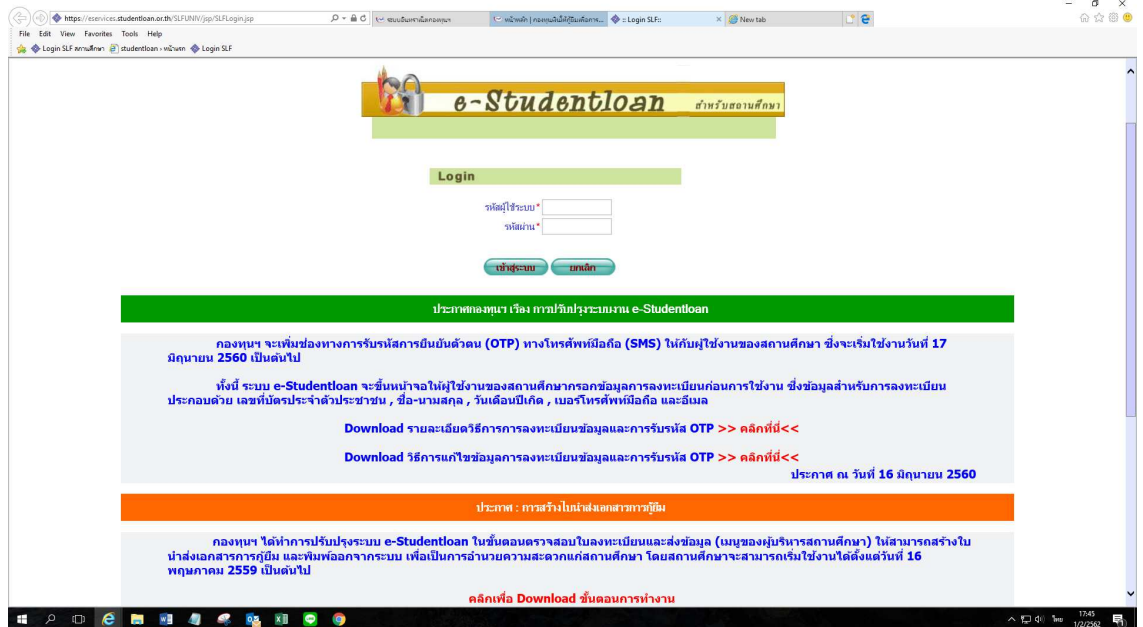 https://eservices.studentloan.or.th/SLFUNIV/jsp/SLFLogin.jsp
:: Login SLF::
New tab
File Edit View Favorites Tools Help
Login SLF สถานศึกษา studentloan › หน้าแรก Login SLF
e-Studentloan สำหรับสถานศึกษา
Login
รหัสผู้ใช้ระบบ*
รหัสผ่าน*
เข้าสู่ระบบ ยกเลิก
ประกาศกองทุนฯ เรื่อง การปรับปรุงระบบงาน e-Studentloan
กองทุนฯ จะเพิ่มช่องทางการรับรหัสการยืนยันตัวตน (OTP) ทางโทรศัพท์มือถือ (SMS) ให้กับผู้ใช้งานของสถานศึกษา ซึ่งจะเริ่มใช้งานวันที่ 17
มิถุนายน 2560 เป็นต้นไป
ทั้งนี้ ระบบ e-Studentloan จะขึ้นหน้าจอให้ผู้ใช้งานของสถานศึกษากรอกข้อมูลการลงทะเบียนก่อนการใช้งาน ซึ่งข้อมูลสำหรับการลงทะเบียน
ประกอบด้วย เลขที่บัตรประจำตัวประชาชน , ชื่อ-นามสกุล , วันเดือนปีเกิด , เบอร์โทรศัพท์มือถือ และอีเมล
Download รายละเอียดวิธีการการลงทะเบียนข้อมูลและการรับรหัส OTP >> คลิกที่นี่<<
Download วิธีการแก้ไขข้อมูลการลงทะเบียนข้อมูลและการรับรหัส OTP >> คลิกที่นี่<<
ประกาศ ณ วันที่ 16 มิถุนายน 2560
ประกาศ : การสร้างใบนำส่งเอกสารการกู้ยืม
กองทุนฯ ได้ทำการปรับปรุงระบบ e-Studentloan ในขั้นตอนตรวจสอบใบลงทะเบียนและส่งข้อมูล (เมนูของผู้บริหารสถานศึกษา) ให้สามารถสร้างใบ
นำส่งเอกสารการกู้ยืม และพิมพ์ออกจากระบบ เพื่อเป็นการอำนวยความสะดวกแก่สถานศึกษา โดยสถานศึกษาจะสามารถเริ่มใช้งานได้ตั้งแต่วันที่ 16
พฤษภาคม 2559 เป็นต้นไป
คลิกเพื่อ Download ขั้นตอนการทำงาน
ไทย
17:45
1/2/2562